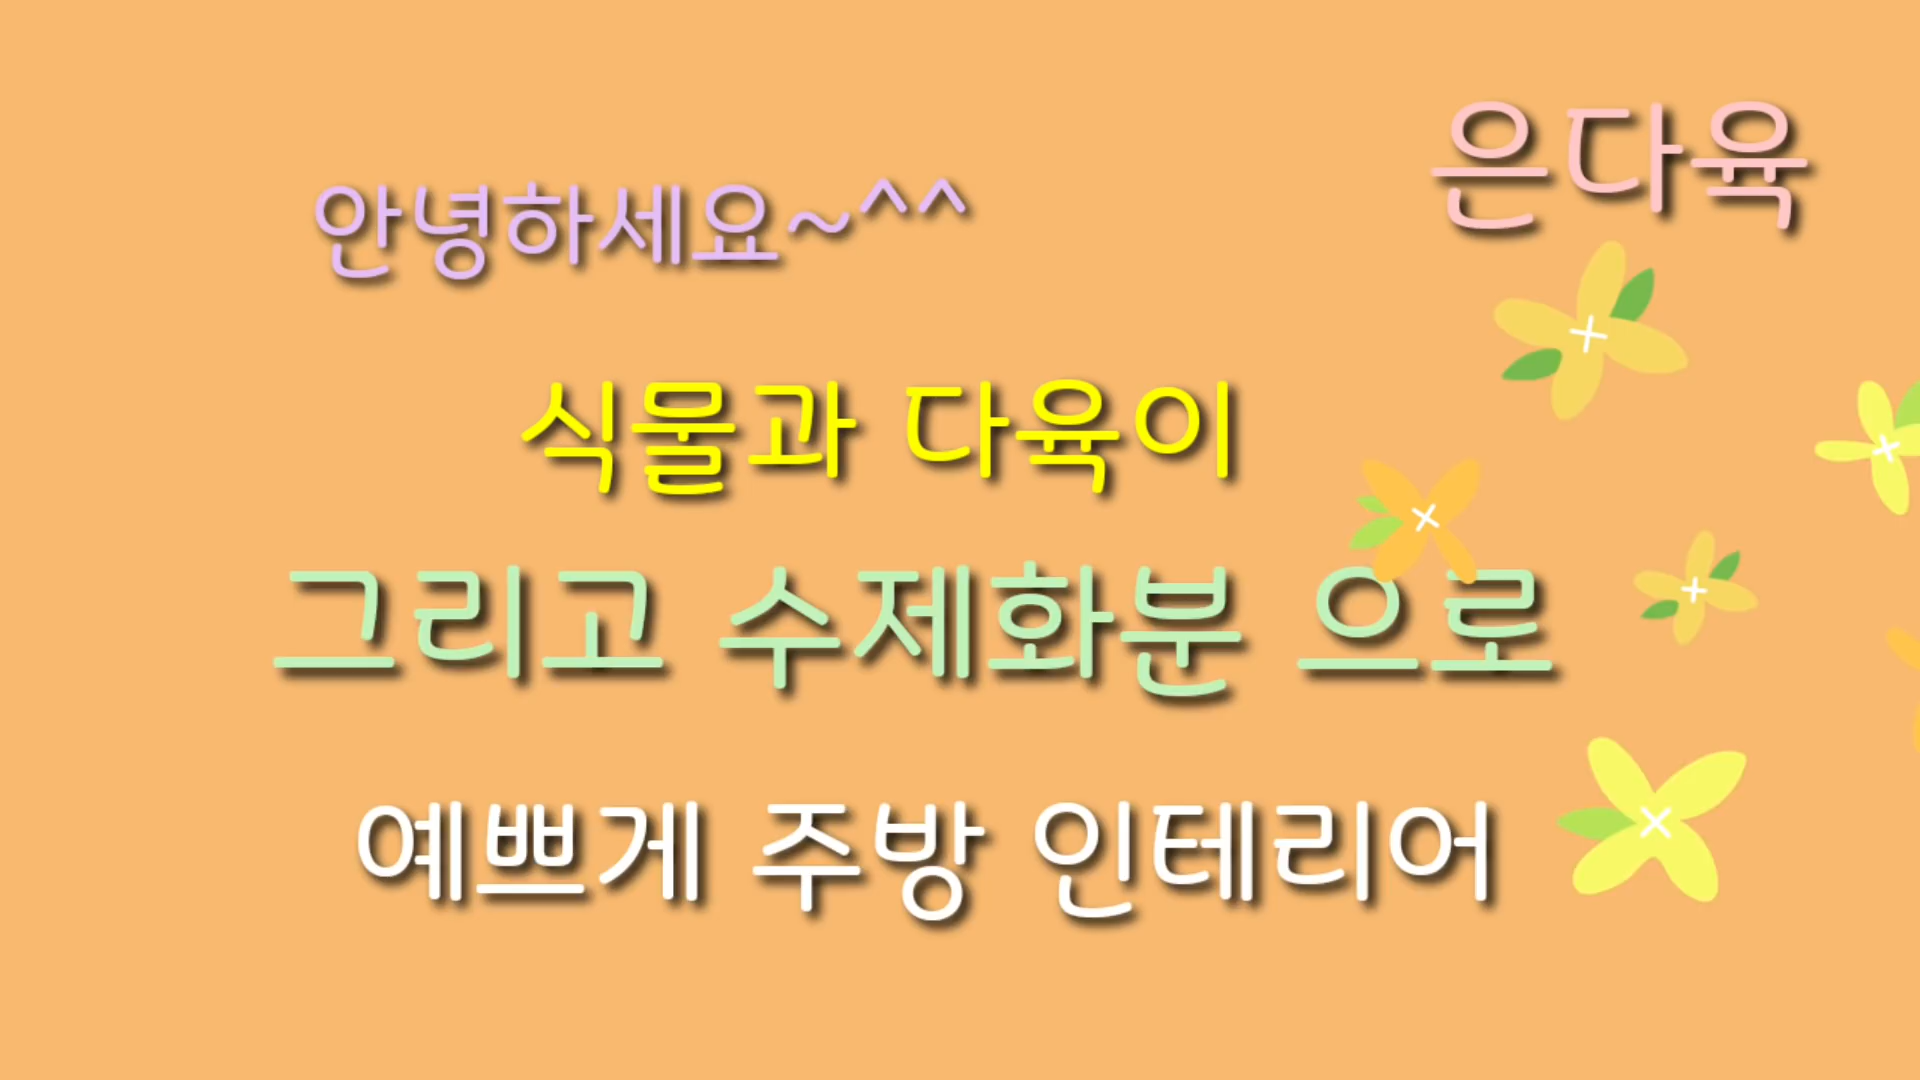 은다육
안녕하세요~^^
식물과 다육이
그리고 수제화분 으로
예쁘게 주방 인테리어